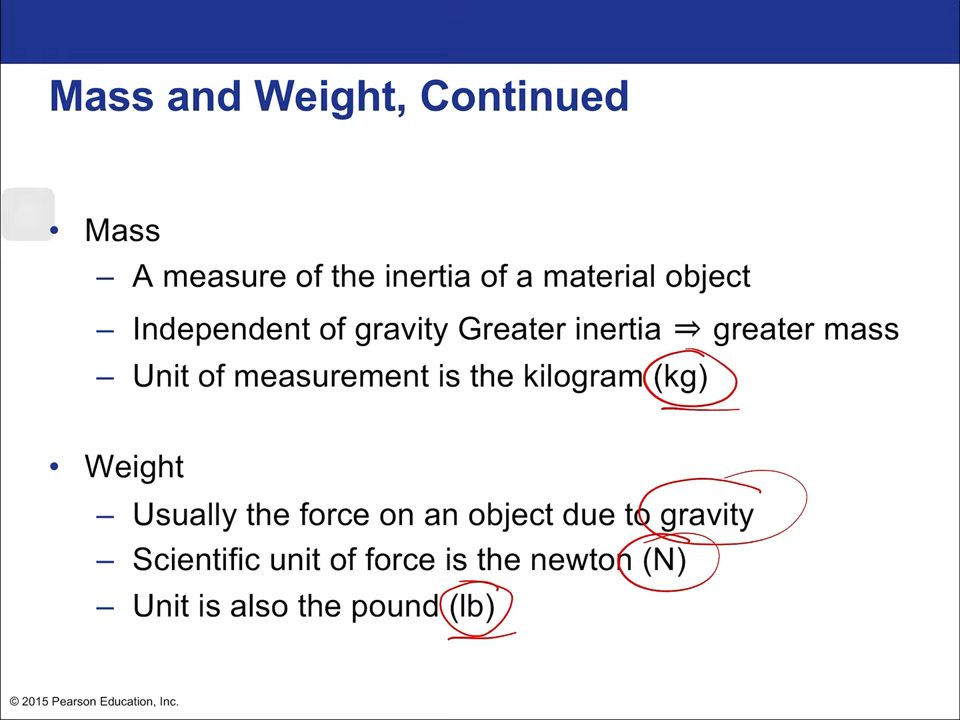 Mass and Weight, Continued
• Mass
– A measure of the inertia of a material object
– Independent of gravity Greater inertia ⇒ greater mass
– Unit of measurement is the kilogram (kg)
• Weight
– Usually the force on an object due to gravity
– Scientific unit of force is the newton (N)
– Unit is also the pound (lb)
© 2015 Pearson Education, Inc.